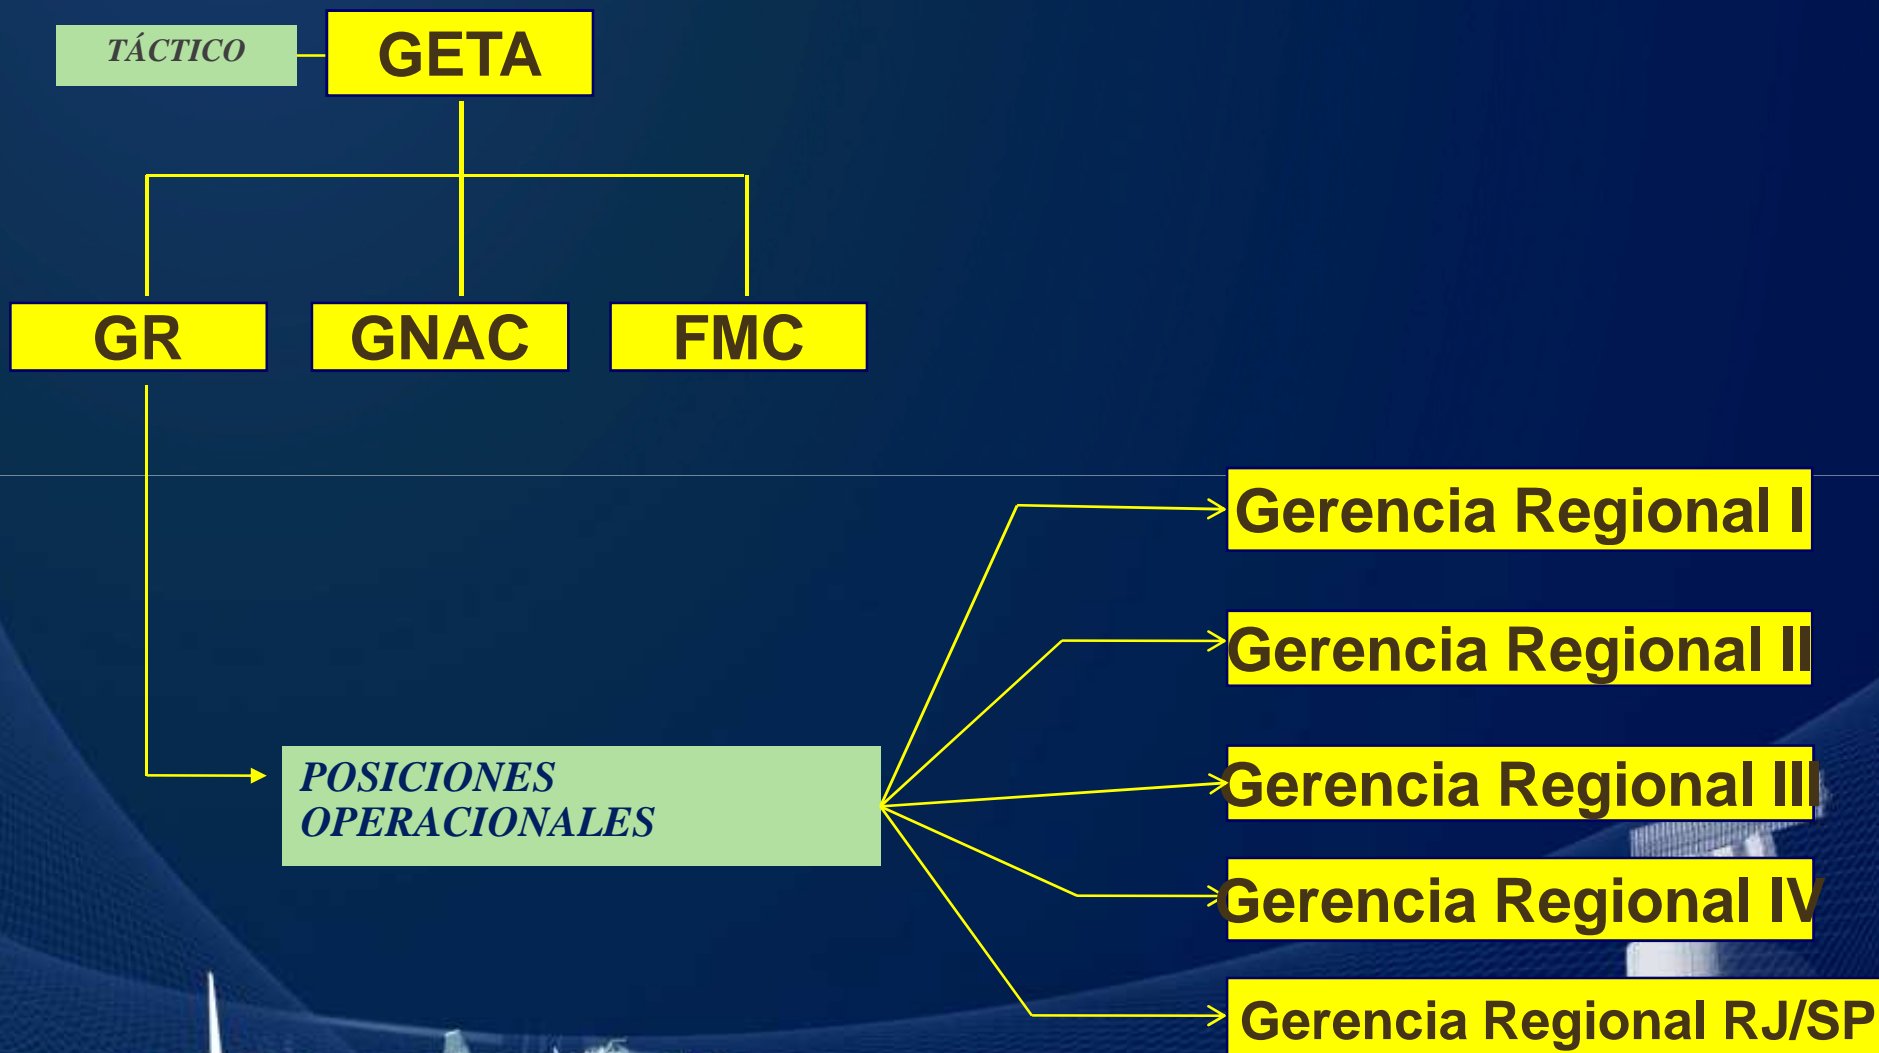 TÁCTICO
GETA
GR
GNAC
FMC
Gerencia Regional I
Gerencia Regional II
Gerencia Regional III
Gerencia Regional IV
Gerencia Regional RJ/SP
POSICIONES
OPERACIONALES